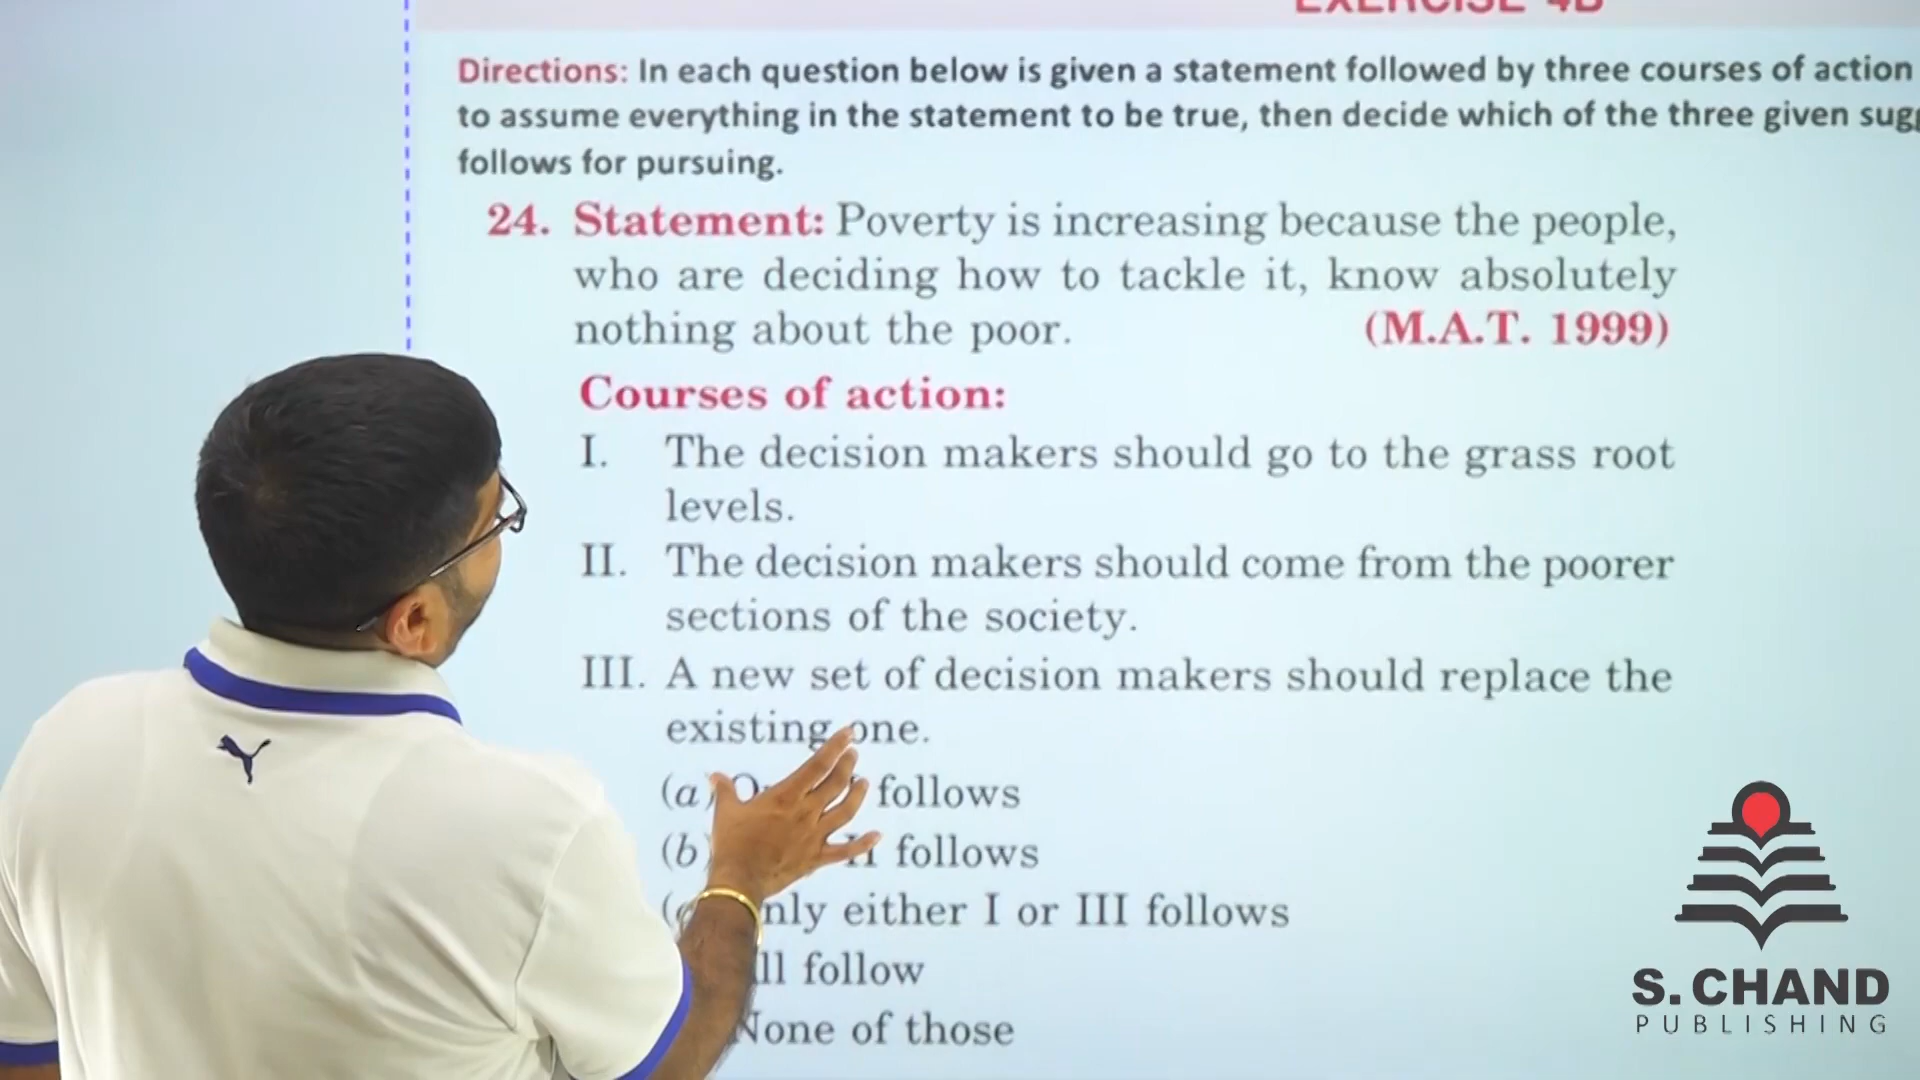 EXERCISE 4B
Directions: In each question below is given a statement followed by three courses of action
to assume everything in the statement to be true, then decide which of the three given
follows for pursuing.
24. Statement: Poverty is increasing because the people,
who are deciding how to tackle it, know absolutely
nothing about the poor. (M.A.T. 1999)
Courses of action:
I. The decision makers should go to the grass root
levels.
II. The decision makers should come from the poorer
sections of the society.
III. A new set of decision makers should replace the
existing one.
(a) follows
(b) follows
either I or III follows
follow
None of those
S. CHAND
PUBLISHING